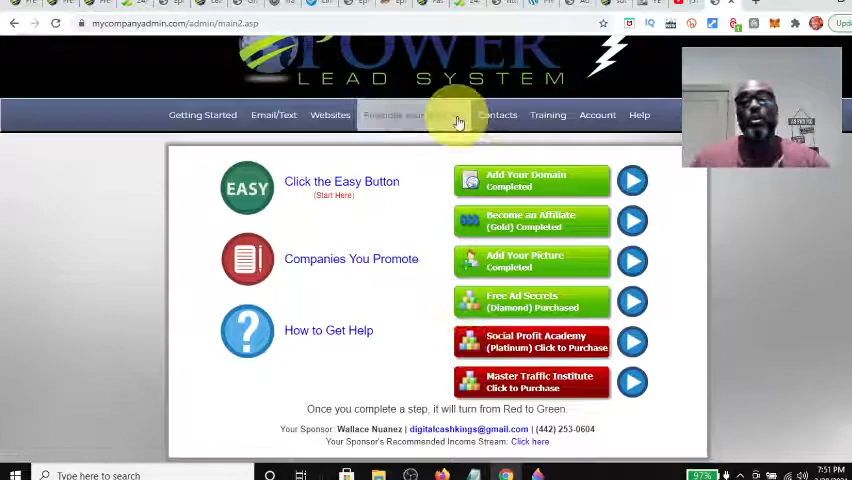 mycompanyadmin.com/admin/main2.asp
POWER
LEAD SYSTEM
Getting Started
Email/Text
Websites
Contacts
Training
Account
Help
EASY
Click the Easy Button
(Start Here)
Companies You Promote
?
How to Get Help
Add Your Domain
Completed
Become an Affiliate
(Gold) Completed
Add Your Picture
Completed
Free Ad Secrets
(Diamond) Purchased
Social Profit Academy
(Platinum) Click to Purchase
Master Traffic Institute
Click to Purchase
Once you complete a step, it will turn from Red to Green.
Your Sponsor: Wallace Nuanez | digitalcashkings@gmail.com | (442) 253-0604
Your Sponsor's Recommended Income Stream: Click here
Type here to search
97%
7:51 PM